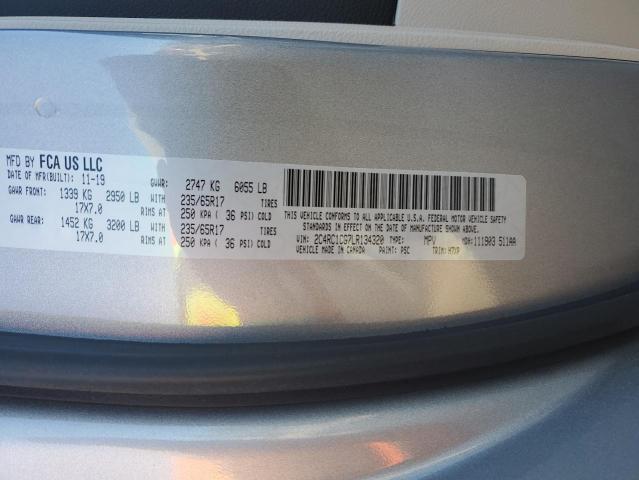 MFD BY FCA US LLC
DATE OF MFR(BUILT): 11-19 GVWR: 2747 KG 6055 LB
GAWR FRONT: 1339 KG 2950 LB WITH 235/65R17 TIRES
17X7.0 RIMS AT 250 KPA ( 36 PSI) COLD
GAWR REAR: 1452 KG 3200 LB WITH 235/65R17 TIRES
17X7.0 RIMS AT 250 KPA ( 36 PSI) COLD
THIS VEHICLE CONFORMS TO ALL APPLICABLE U.S.A. FEDERAL MOTOR VEHICLE SAFETY
STANDARDS IN EFFECT ON THE DATE OF MANUFACTURE SHOWN ABOVE.
VIN: 2C4RC1CG7LR134320 TYPE: MPV MDH: 111903 511AA
VEHICLE MADE IN CANADA PAINT: PSC TRIM: H7XP